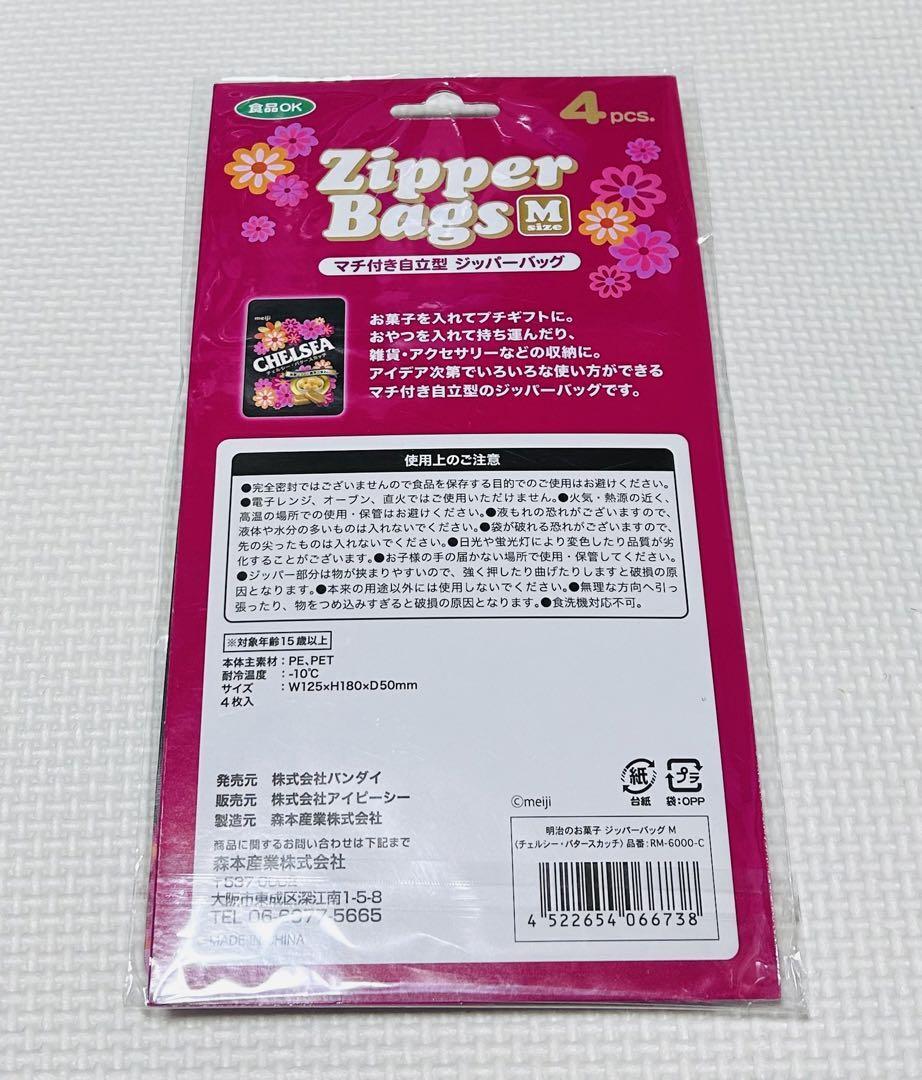 食品OK
4 pcs.
Zipper
Bags M size
マチ付き自立型 ジッパーバッグ
meiji
CHELSEA
チェルシー・バタースカッチ
お菓子を入れてプチギフトに。
おやつを入れて持ち運んだり、
雑貨・アクセサリーなどの収納に。
アイデア次第でいろいろな使い方ができる
マチ付き自立型のジッパーバッグです。
使用上のご注意
●完全密封ではございませんので食品を保存する目的でのご使用はお避けください。
●電子レンジ、オーブン、直火ではご使用いただけません。●火気・熱源の近く、
高温の場所での使用・保管はお避けください。●液もれの恐れがございますので、
液体や水分の多いものは入れないでください。●袋が破れる恐れがございますので、
先の尖ったものは入れないでください。●日光や蛍光灯により変色したり品質が劣
化することがございます。●お子様の手の届かない場所で使用・保管してください。
●ジッパー部分は物が挟まりやすいので、強く押したり曲げたりしますと破損の原
因となります。●本来の用途以外には使用しないでください。●無理な方向へ引っ
張ったり、物をつめ込みすぎると破損の原因となります。●食洗機対応不可。
※対象年齢15歳以上
本体主素材：PE、PET
耐冷温度 ：-10℃
サイズ ：W125×H180×D50mm
4枚入
発売元 株式会社バンダイ
販売元 株式会社アイピーシー
製造元 森本産業株式会社
商品に関するお問い合わせは下記まで
森本産業株式会社
大阪市東成区深江南1-5-8
TEL 06-6977-5665
MADE IN CHINA
©meiji
紙
台紙
プラ
袋：OPP
明治のお菓子 ジッパーバッグ M
（チェルシー・バタースカッチ）品番：RM-6000-C
4 522654 066738